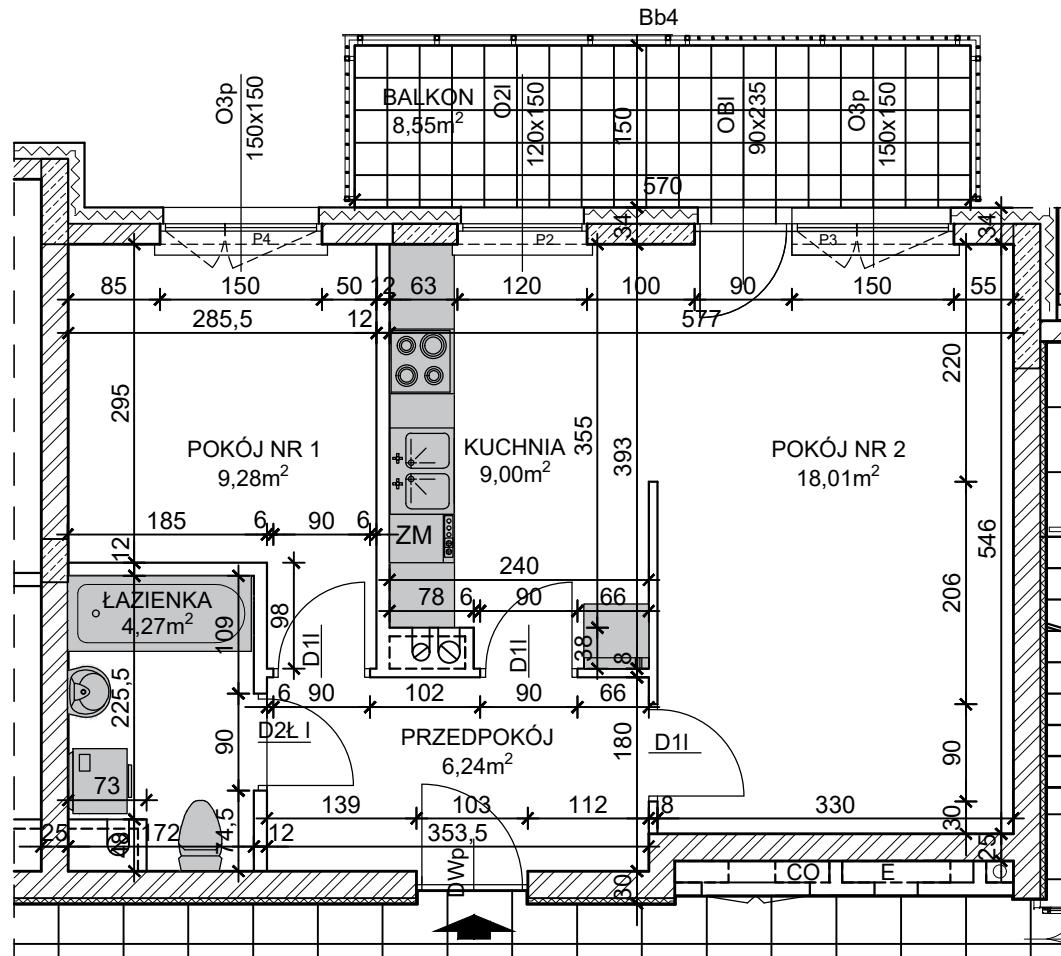 Bb4
O3p
150x150
BALKON
8,55m²
O2l
120x150
150
OBl
90x235
O3p
150x150
570
34
34
P4
P2
P3
85
150
50
12
63
120
100
90
150
55
285,5
12
577
295
220
355
393
POKÓJ NR 1
9,28m²
KUCHNIA
9,00m²
POKÓJ NR 2
18,01m²
185
6
90
6
ZM
546
12
240
ŁAZIENKA
4,27m²
109
98
78
6
90
66
206
D1l
D1l
38
8
225,5
6
90
102
90
66
D2Ł l
PRZEDPOKÓJ
6,24m²
180
D1l
90
90
73
139
103
112
8
330
30
25
49
172
74,5
12
353,5
25
DWp
30
CO
E